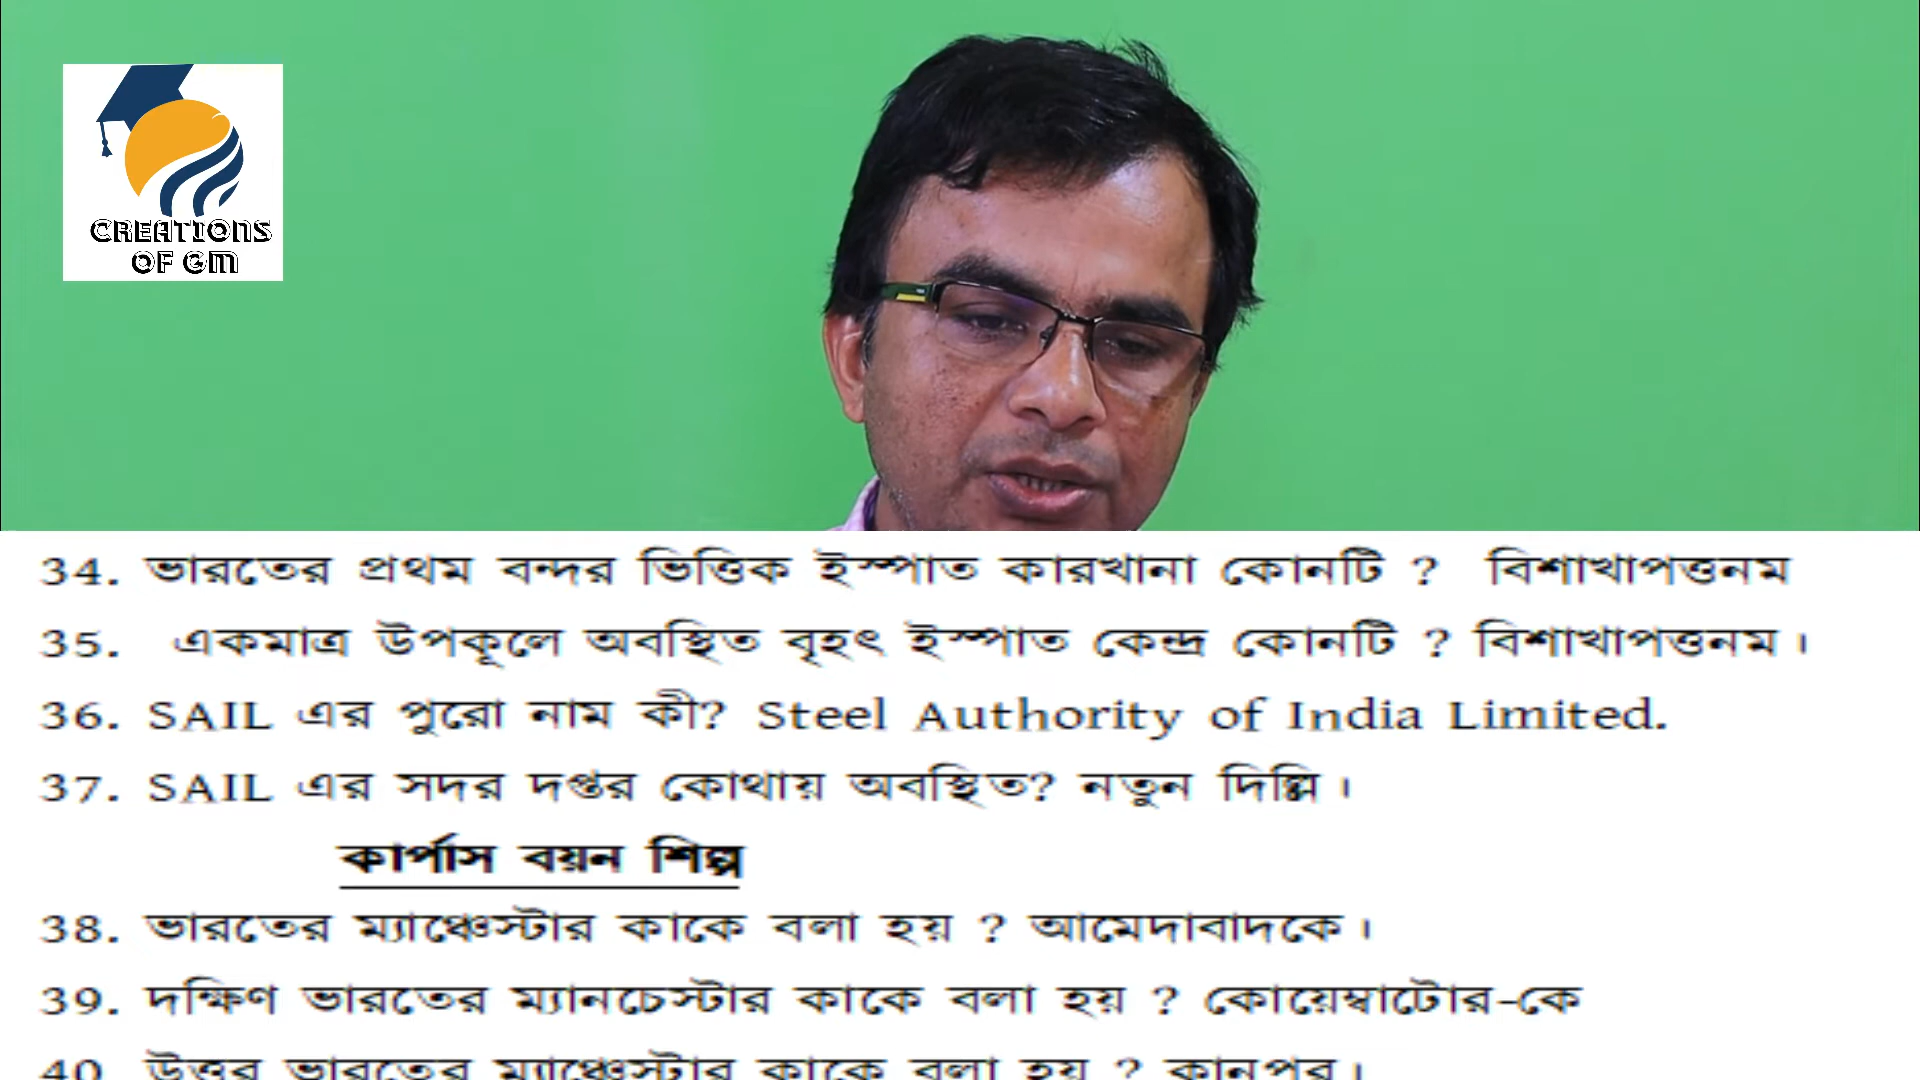 CREATIONS
OF GM
34. ভারতের প্রথম বন্দর ভিত্তিক ইস্পাত কারখানা কোনটি ? বিশাখাপত্তনম
35. একমাত্র উপকূলে অবস্থিত বৃহৎ ইস্পাত কেন্দ্র কোনটি ? বিশাখাপত্তনম।
36. SAIL এর পুরো নাম কী? Steel Authority of India Limited.
37. SAIL এর সদর দপ্তর কোথায় অবস্থিত? নতুন দিল্লি।
কার্পাস বয়ন শিল্প
38. ভারতের ম্যাঞ্চেস্টার কাকে বলা হয় ? আমেদাবাদকে।
39. দক্ষিণ ভারতের ম্যানচেস্টার কাকে বলা হয় ? কোয়েম্বাটোর-কে
40. উত্তর ভারতের ম্যাঞ্চেস্টার কাকে বলা হয় ? কানপুর।